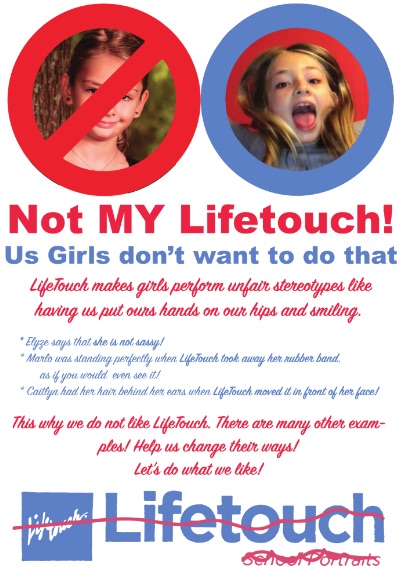 Not MY Lifetouch!
Us Girls don't want to do that
LifeTouch makes girls perform unfair stereotypes like
having us put ours hands on our hips and smiling.
* Elyze says that she is not sassy!
* Marlo was standing perfectly when LifeTouch took away her rubber band,
as if you would even see it!
* Caitlyn had her hair behind her ears when LifeTouch moved it in front of her face!
This why we do not like LifeTouch. There are many other exam-
ples! Help us change their ways!
Let's do what we like!
Lifetouch. Lifetouch
School Portraits